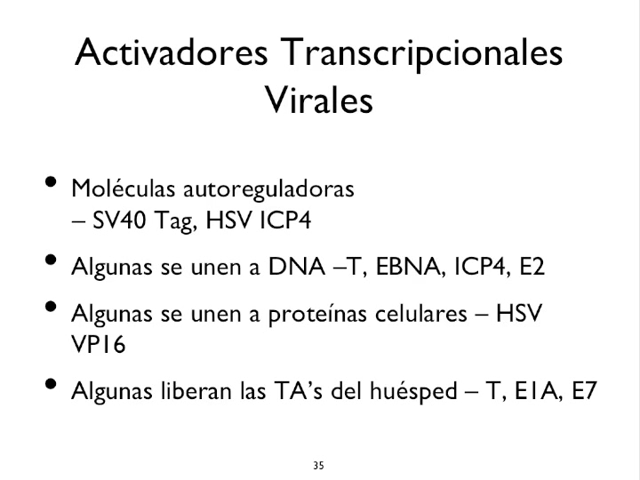 Activadores Transcripcionales
Virales
• Moléculas autoreguladoras
– SV40 Tag, HSV ICP4
• Algunas se unen a DNA –T, EBNA, ICP4, E2
• Algunas se unen a proteínas celulares – HSV
VP16
• Algunas liberan las TA's del huésped – T, E1A, E7
35